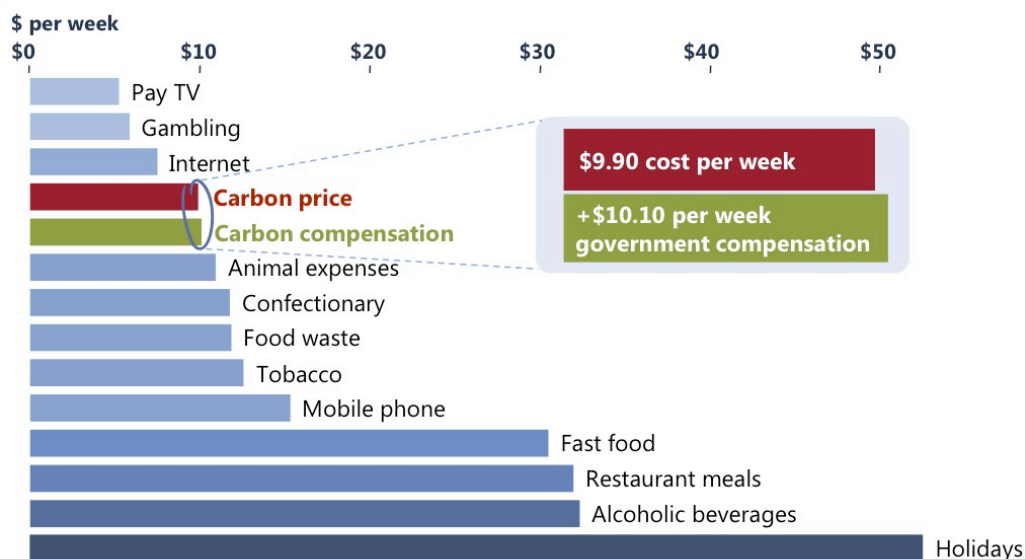 $ per week
$0 $10 $20 $30 $40 $50
Pay TV
Gambling
Internet
Carbon price
Carbon compensation
$9.90 cost per week
+$10.10 per week
government compensation
Animal expenses
Confectionary
Food waste
Tobacco
Mobile phone
Fast food
Restaurant meals
Alcoholic beverages
Holidays